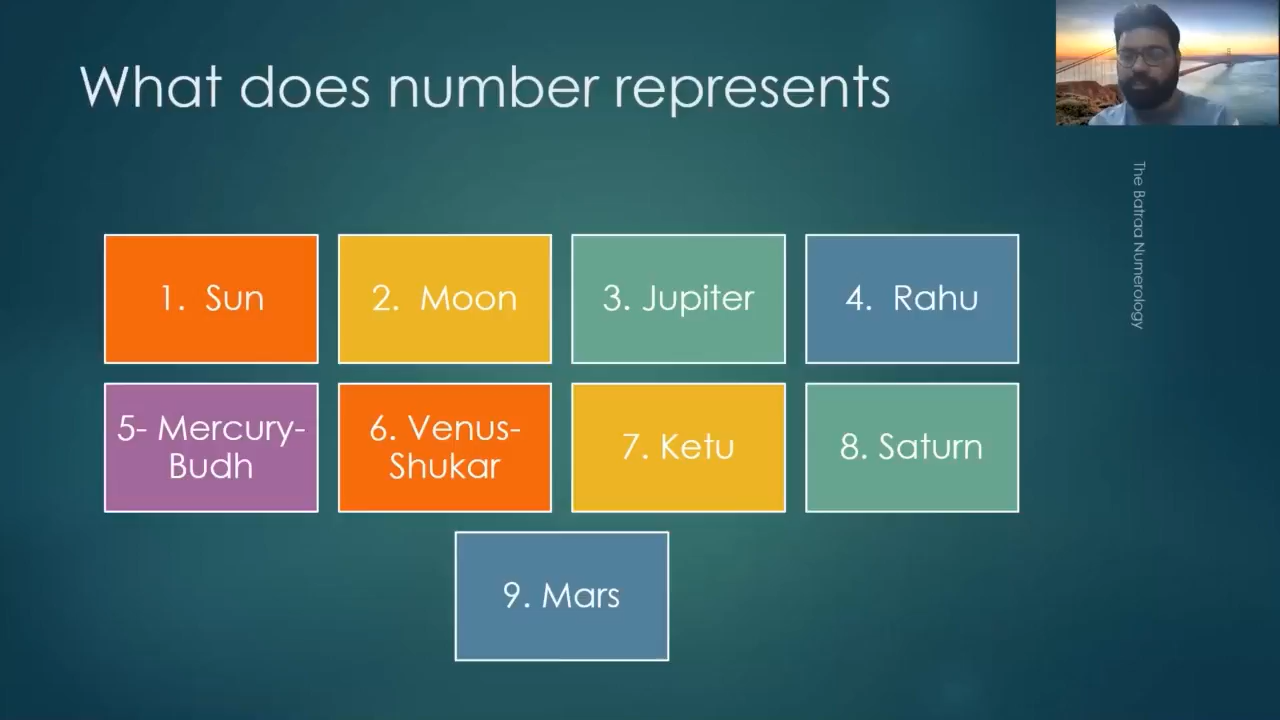 What does number represents
The Batraa Numerology
1. Sun
2. Moon
3. Jupiter
4. Rahu
5- Mercury-
Budh
6. Venus-
Shukar
7. Ketu
8. Saturn
9. Mars